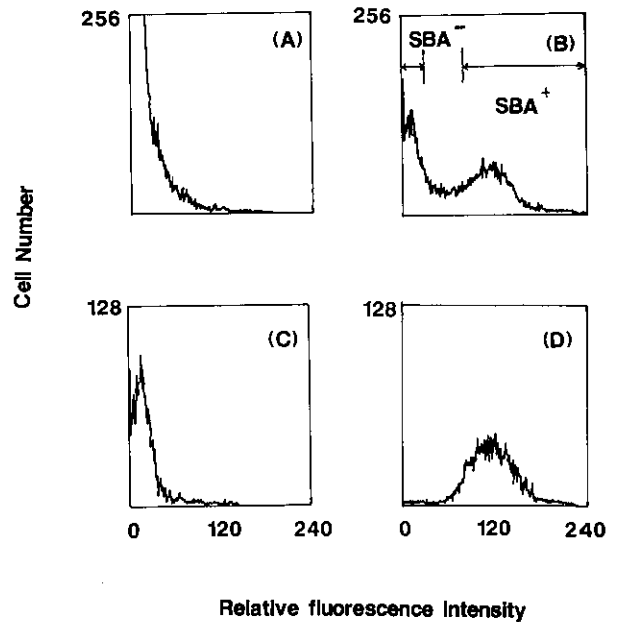 256
(A)
256
SBA⁻
(B)
SBA⁺
Cell Number
128
(C)
128
(D)
0 120 240
0 120 240
Relative fluorescence intensity